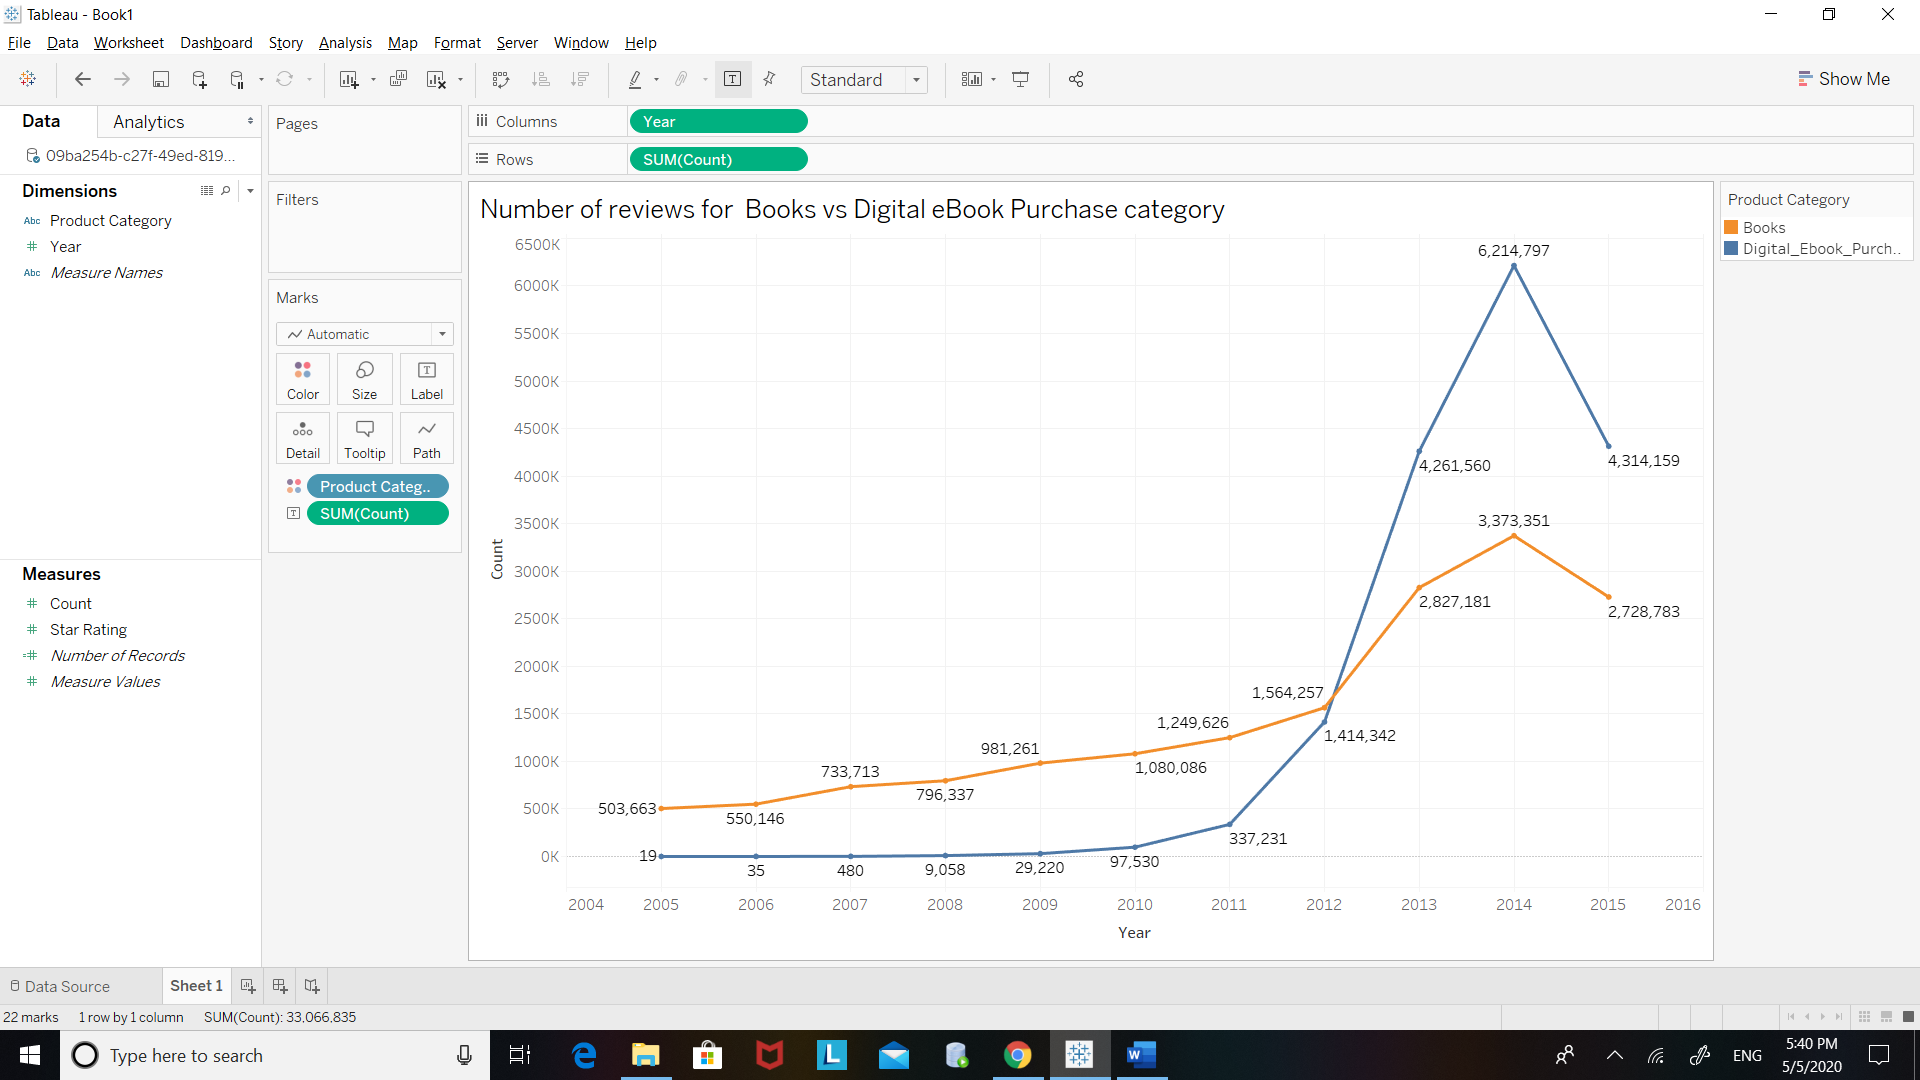 Tableau - Book1
File Data Worksheet Dashboard Story Analysis Map Format Server Window Help
Standard
Show Me
Data Analytics
09ba254b-c27f-49ed-819...
Dimensions
Abc Product Category
Year
Abc Measure Names
Measures
Count
Star Rating
Number of Records
Measure Values
Pages
Filters
Marks
Automatic
Color Size Label
Detail Tooltip Path
Product Categ..
SUM(Count)
Columns Year
Rows SUM(Count)
Number of reviews for  Books vs Digital eBook Purchase category
6500K
6000K
5500K
5000K
4500K
4000K
3500K
3000K
2500K
2000K
1500K
1000K
500K
0K
Count
503,663
550,146
733,713
796,337
981,261
1,080,086
1,249,626
1,564,257
2,827,181
3,373,351
2,728,783
19
35
480
9,058
29,220
97,530
337,231
1,414,342
4,261,560
6,214,797
4,314,159
2004 2005 2006 2007 2008 2009 2010 2011 2012 2013 2014 2015 2016
Year
Product Category
Books
Digital_Ebook_Purch..
Data Source Sheet 1
22 marks 1 row by 1 column SUM(Count): 33,066,835
Type here to search
ENG
5:40 PM
5/5/2020